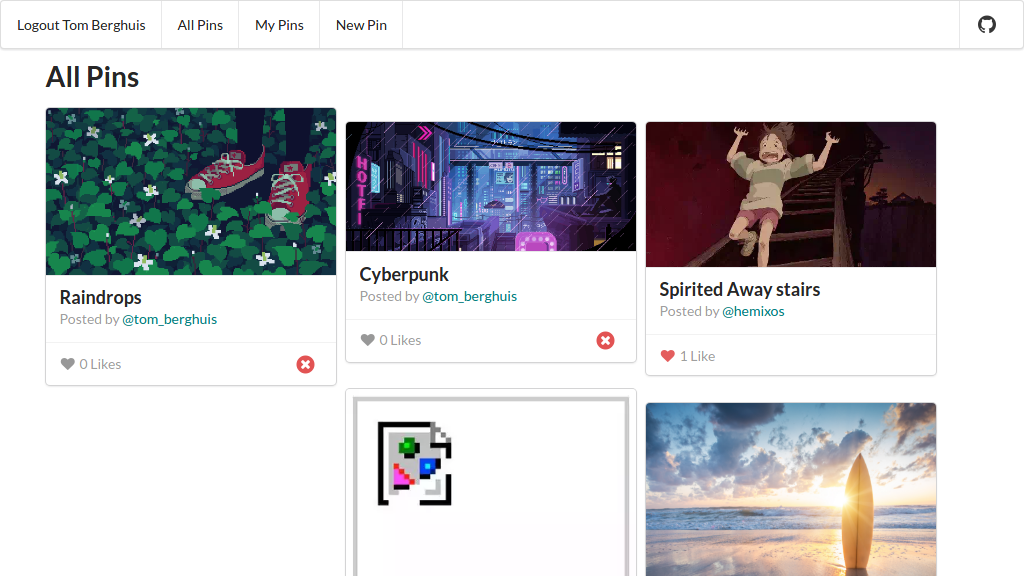 Logout Tom Berghuis
All Pins
My Pins
New Pin
All Pins
HOTFI
Raindrops
Posted by @tom_berghuis
0 Likes
Cyberpunk
Posted by @tom_berghuis
0 Likes
Spirited Away stairs
Posted by @hemixos
1 Like